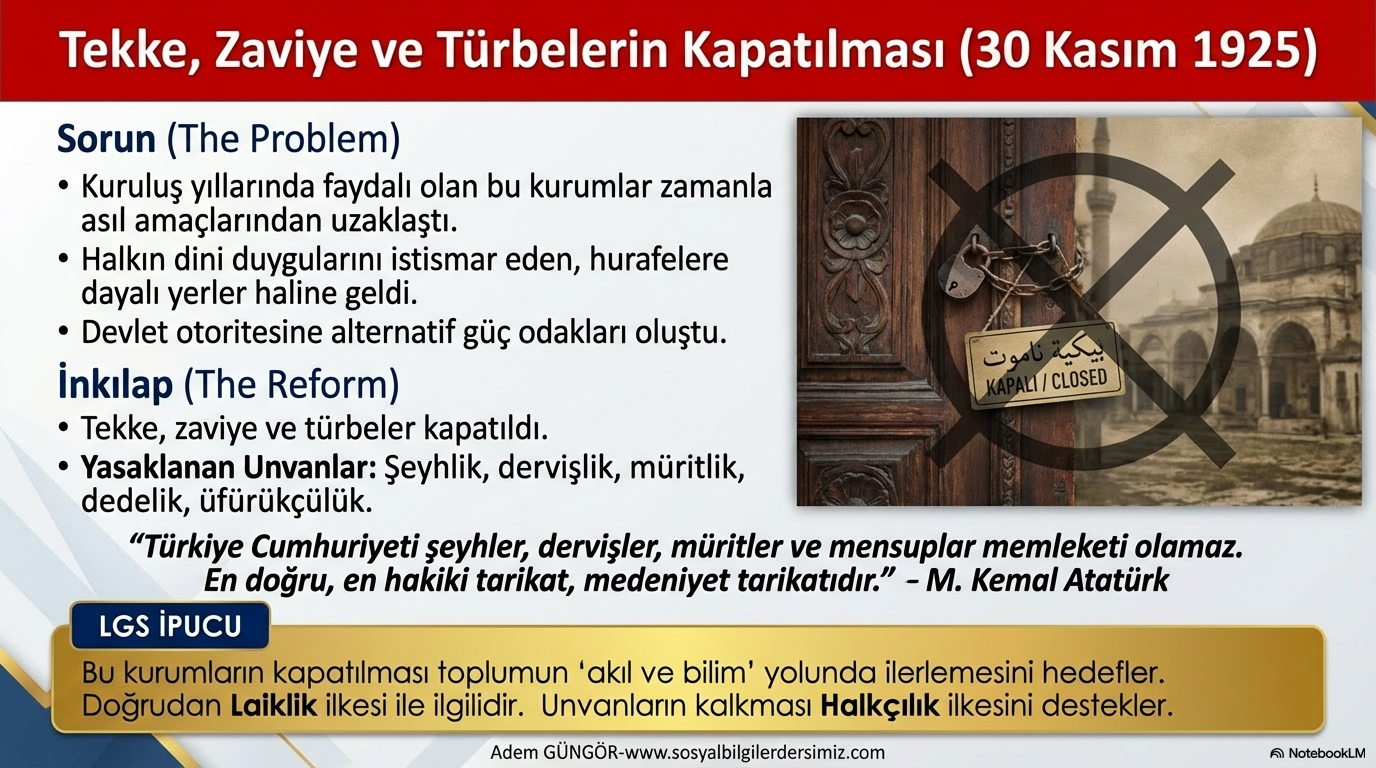 Tekke, Zaviye ve Türbelerin Kapatılması (30 Kasım 1925)
Sorun (The Problem)
• Kuruluş yıllarında faydalı olan bu kurumlar zamanla
asıl amaçlarından uzaklaştı.
• Halkın dini duygularını istismar eden, hurafelere
dayalı yerler haline geldi.
• Devlet otoritesine alternatif güç odakları oluştu.
İnkılap (The Reform)
• Tekke, zaviye ve türbeler kapatıldı.
• Yasaklanan Unvanlar: Şeyhlik, dervişlik, müritlik,
dedelik, üfürükçülük.
بيكية ناموت
KAPALI / CLOSED
“Türkiye Cumhuriyeti şeyhler, dervişler, müritler ve mensuplar memleketi olamaz.
En doğru, en hakiki tarikat, medeniyet tarikatıdır.” – M. Kemal Atatürk
LGS İPUCU
Bu kurumların kapatılması toplumun ‘akıl ve bilim’ yolunda ilerlemesini hedefler.
Doğrudan Laiklik ilkesi ile ilgilidir. Unvanların kalkması Halkçılık ilkesini destekler.
Adem GÜNGÖR-www.sosyalbilgilerdersimiz.com
NotebookLM